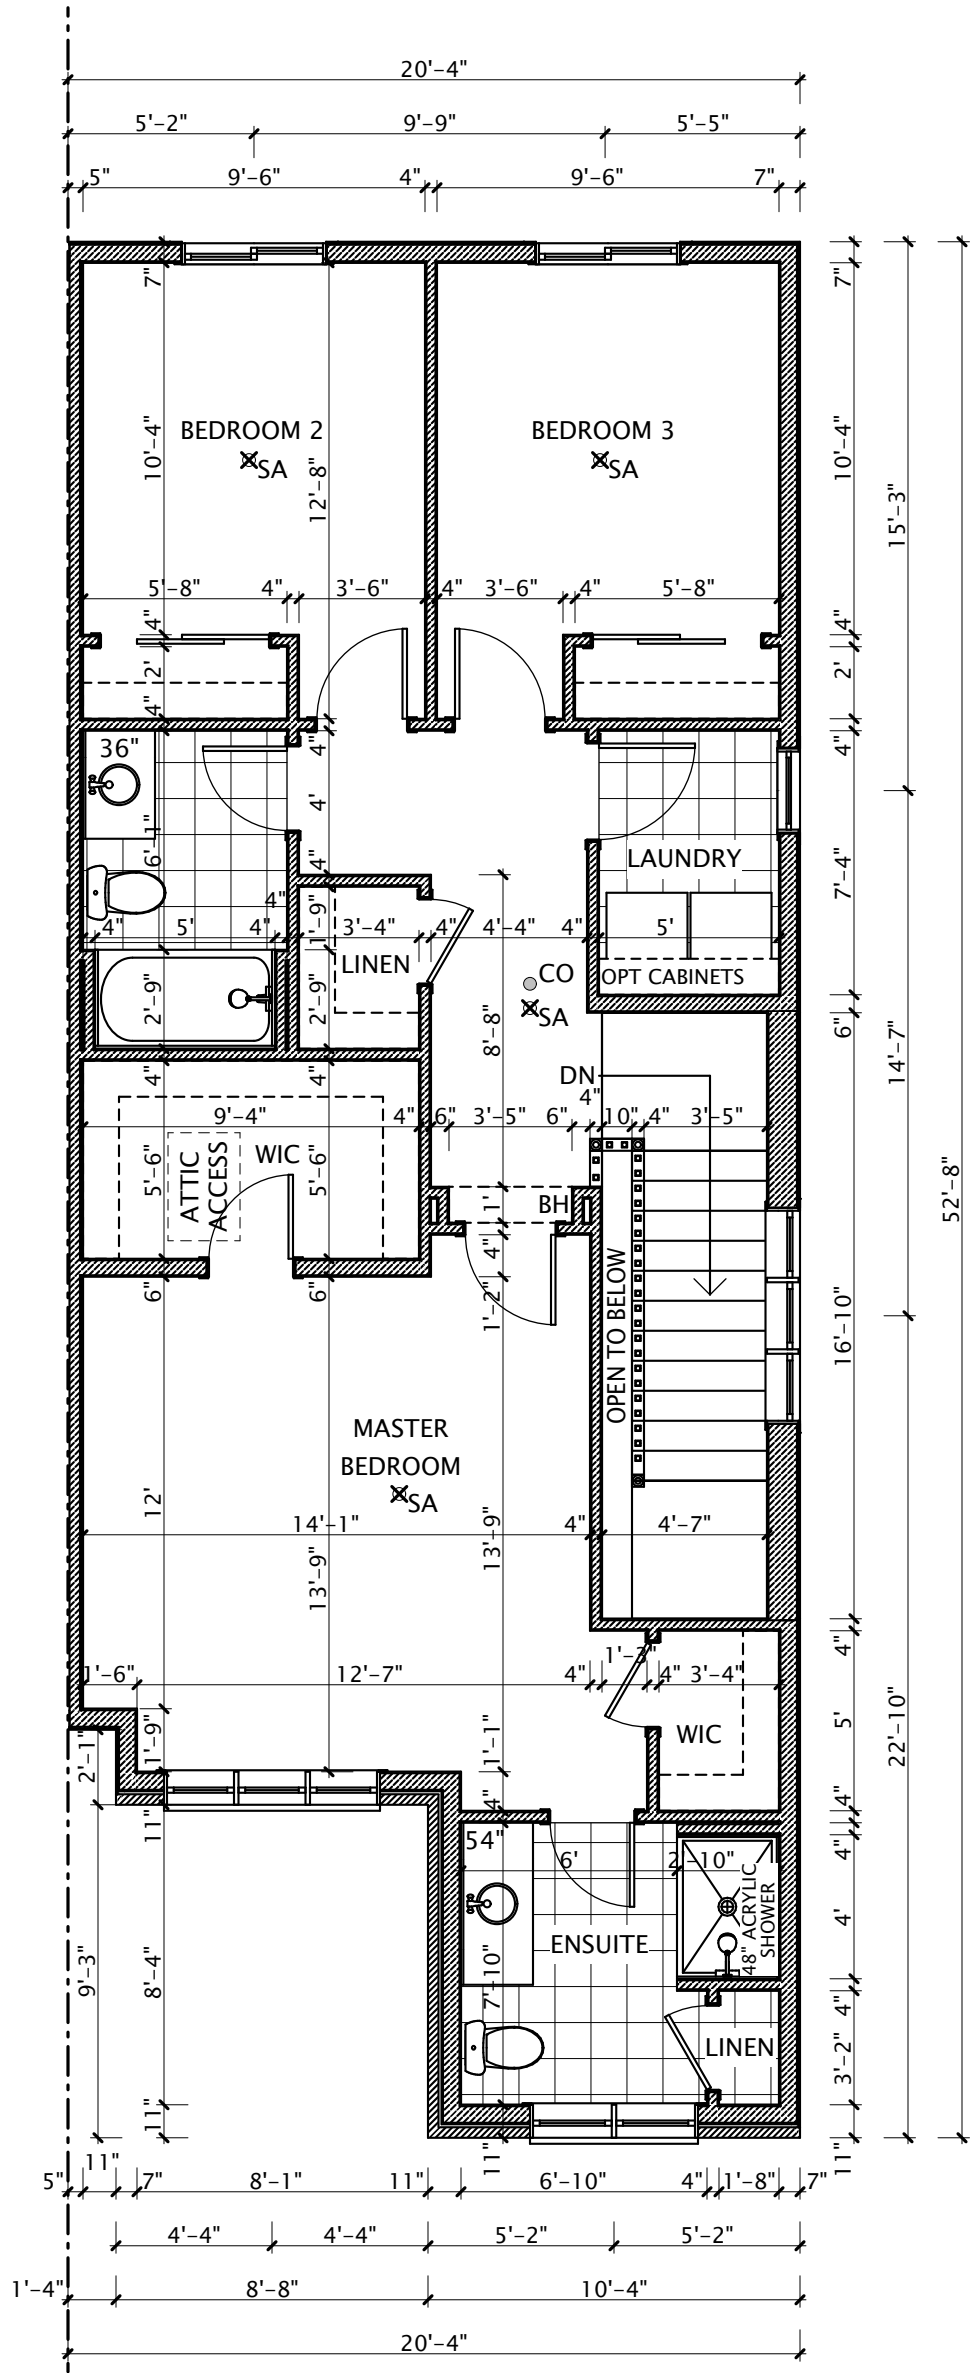 20'-4"
5'-2" 9'-9" 5'-5"
5" 9'-6" 4" 9'-6" 7"
7" 7"
BEDROOM 2 BEDROOM 3
SA SA
10'-4" 12'-8" 10'-4"
15'-3"
5'-8" 4" 3'-6" 4" 3'-6" 4" 5'-8"
4" 4"
2' 2'
4"
36" 4" 4"
4'
6'-1" 4" LAUNDRY 7'-4"
4"
4" 5' 4" 1'-9" 3'-4" 4" 4'-4" 4" 5'
LINEN CO OPT CABINETS
SA
2'-9" 2'-9" 8'-8" 6"
14'-7"
4" 4" DN
4"
9'-4" 4" 6" 3'-5" 6" 10" 4" 3'-5"
52'-8"
5'-6" ATTIC
ACCESS
WIC 5'-6"
1' BH
4"
6" 6" 1'-2"
OPEN TO BELOW
16'-10"
MASTER
BEDROOM
SA
12'
14'-1" 4" 4'-7"
13'-9" 13'-9"
4"
1'-3"
1'-6" 12'-7" 4" 4" 3'-4"
WIC 5'
22'-10"
2'-1" 1'-9" 1'-1"
11" 4" 4"
54" 4"
6' 2'-10"
48" ACRYLIC
SHOWER
4'
ENSUITE
9'-3" 8'-4" 7'-10" 4"
LINEN 3'-2"
11" 11" 11"
5" 11" 7" 8'-1" 11" 6'-10" 4" 1'-8" 7"
4'-4" 4'-4" 5'-2" 5'-2"
1'-4" 8'-8" 10'-4"
20'-4"